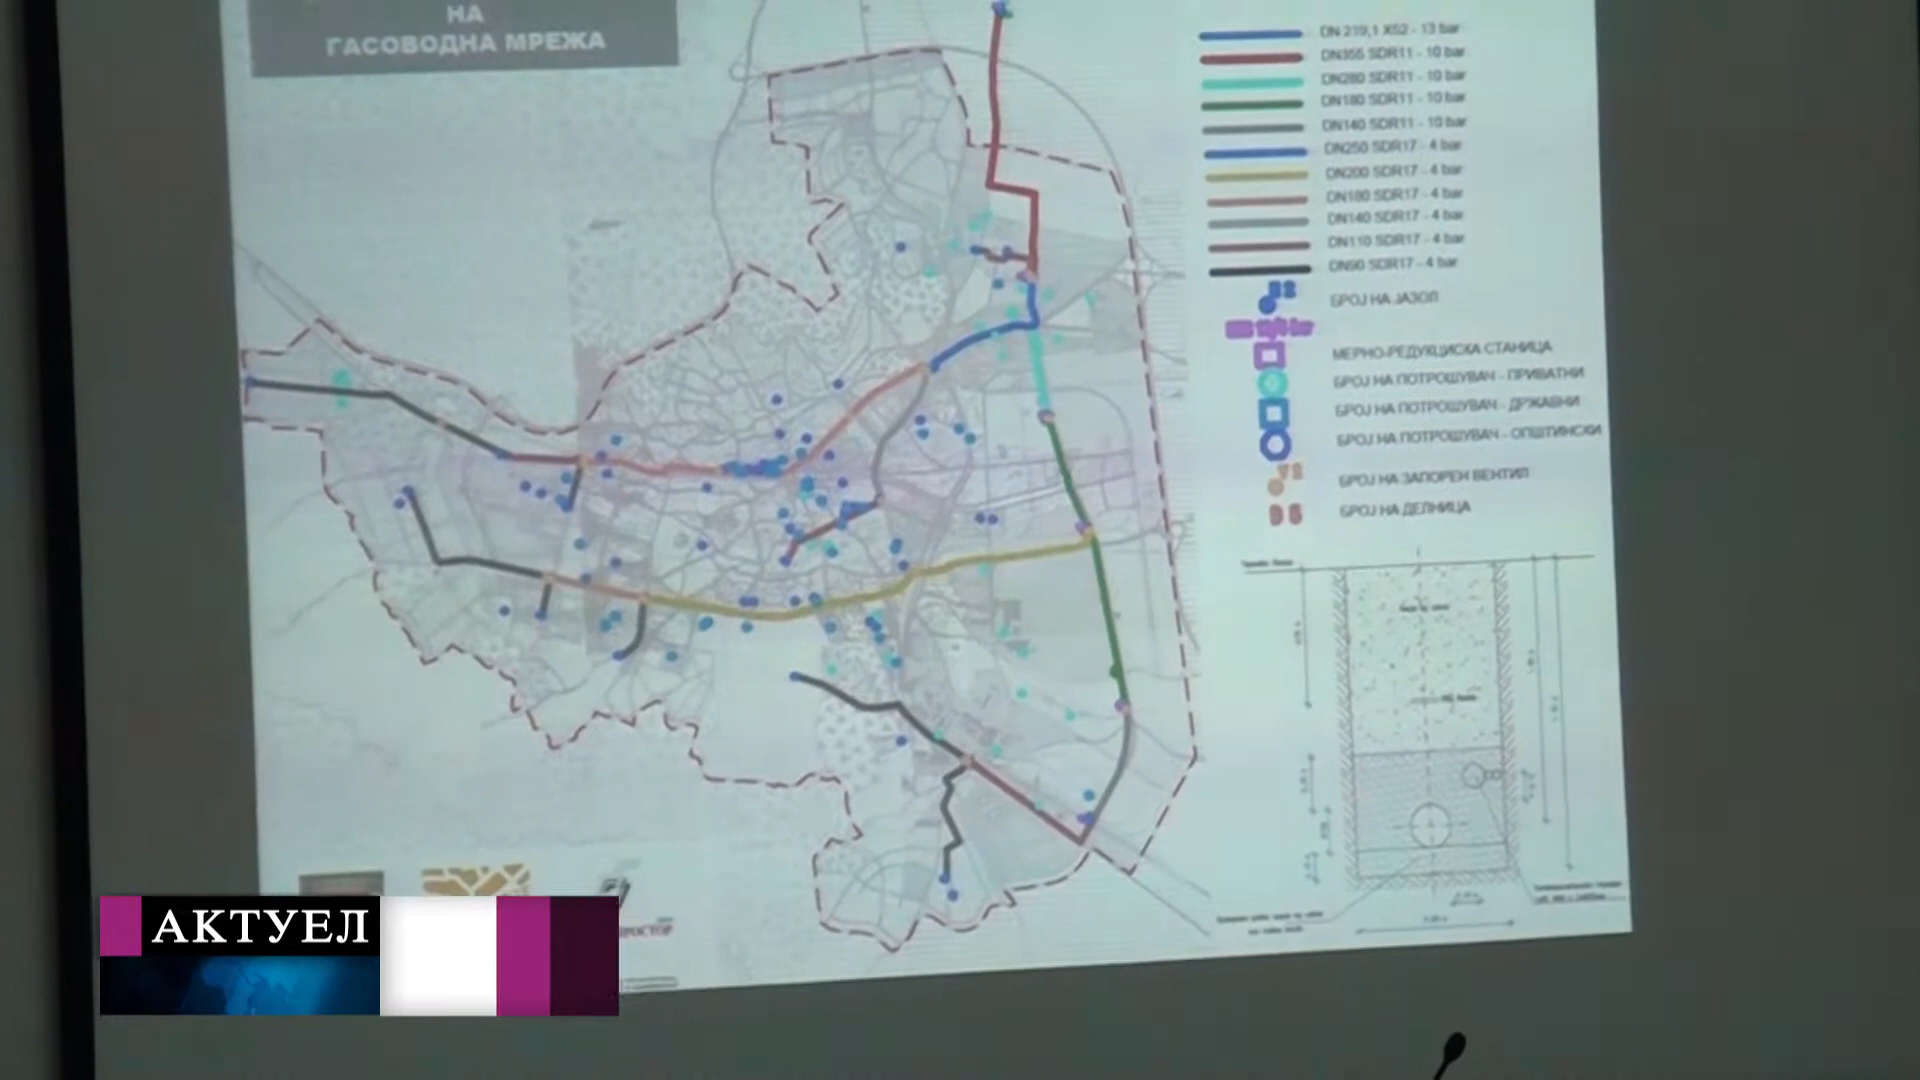 НА
ГАСОВОДНА МРЕЖА
DN 219,1 X52 - 13 bar
DN355 SDR11 - 10 bar
DN280 SDR11 - 10 bar
DN180 SDR11 - 10 bar
DN140 SDR11 - 10 bar
DN250 SDR17 - 4 bar
DN200 SDR17 - 4 bar
DN180 SDR17 - 4 bar
DN140 SDR17 - 4 bar
DN110 SDR17 - 4 bar
DN90 SDR17 - 4 bar
БРОЈ НА ЈАЗОЛ
МЕРНО-РЕДУКЦИСКА СТАНИЦА
БРОЈ НА ПОТРОШУВАЧ - ПРИВАТНИ
БРОЈ НА ПОТРОШУВАЧ - ДРЖАВНИ
БРОЈ НА ПОТРОШУВАЧ - ОПШТИНСКИ
БРОЈ НА ЗАПОРЕН ВЕНТИЛ
БРОЈ НА ДЕЛНИЦА
АКТУЕЛ